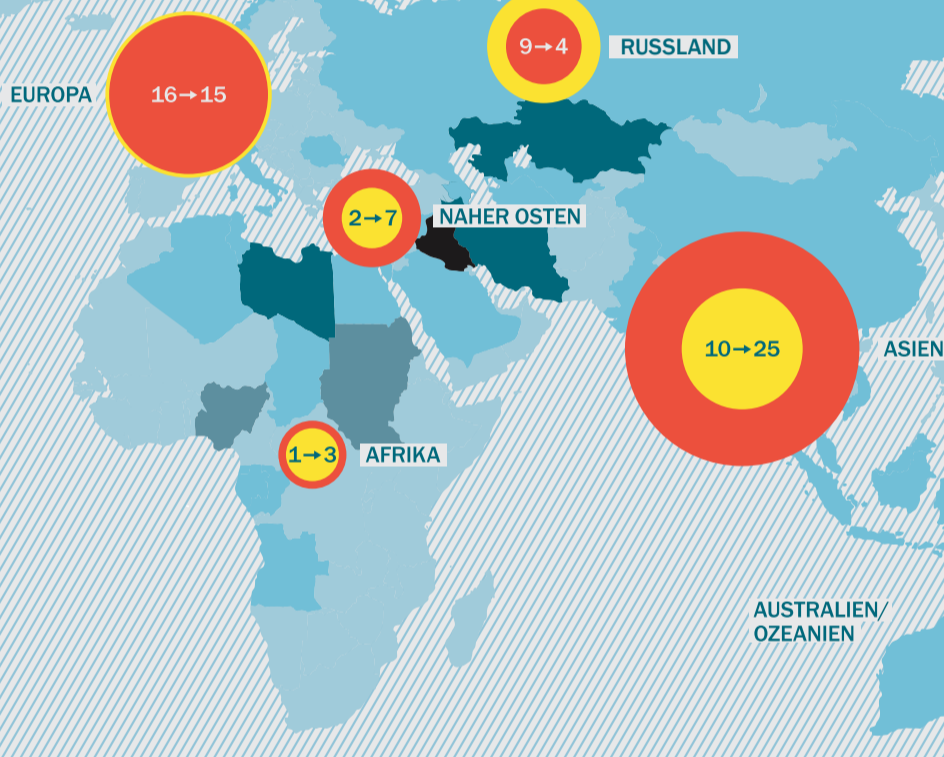 9→4
RUSSLAND
EUROPA
16→15
2→7
NAHER OSTEN
10→25
ASIEN
1→3
AFRIKA
AUSTRALIEN/
OZEANIEN